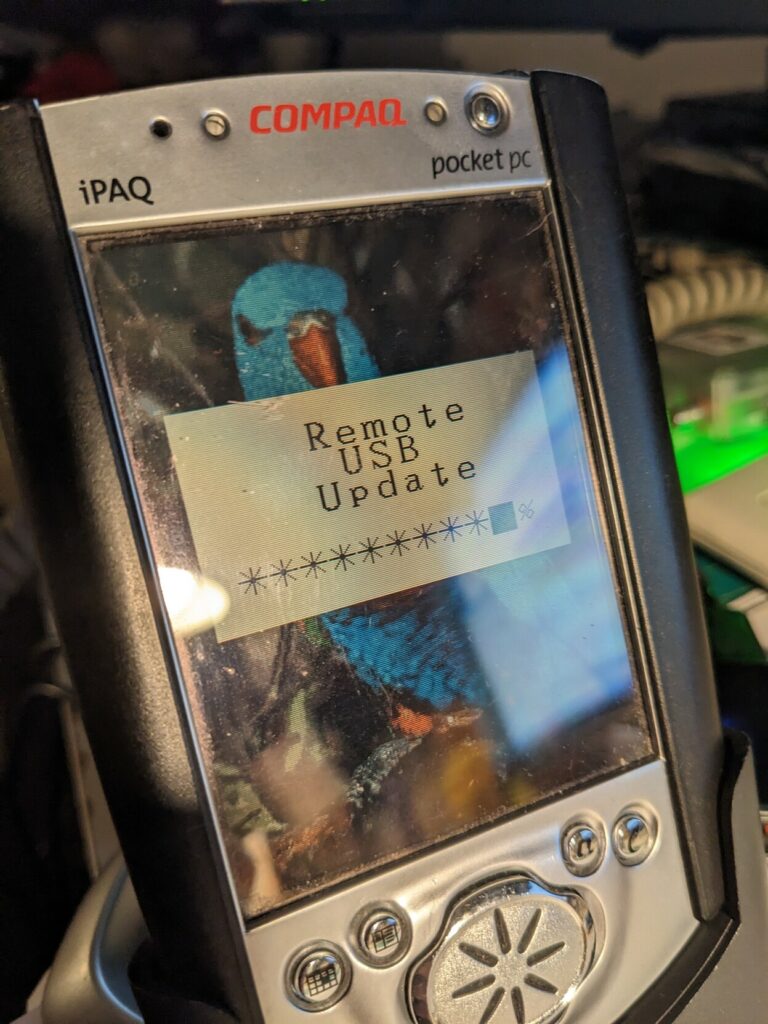 COMPAQ
iPAQ
pocket pc
Remote
USB
Update
********■%